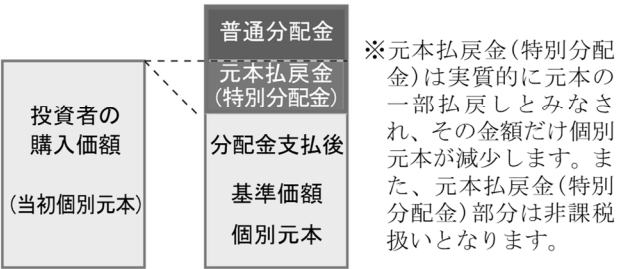 普通分配金
元本払戻金
(特別分配金)
投資者の
購入価額
(当初個別元本)
分配金支払後
基準価額
個別元本
※元本払戻金(特別分配
金)は実質的に元本の
一部払戻しとみなさ
れ、その金額だけ個別
元本が減少します。ま
た、元本払戻金(特別
分配金)部分は非課税
扱いとなります。